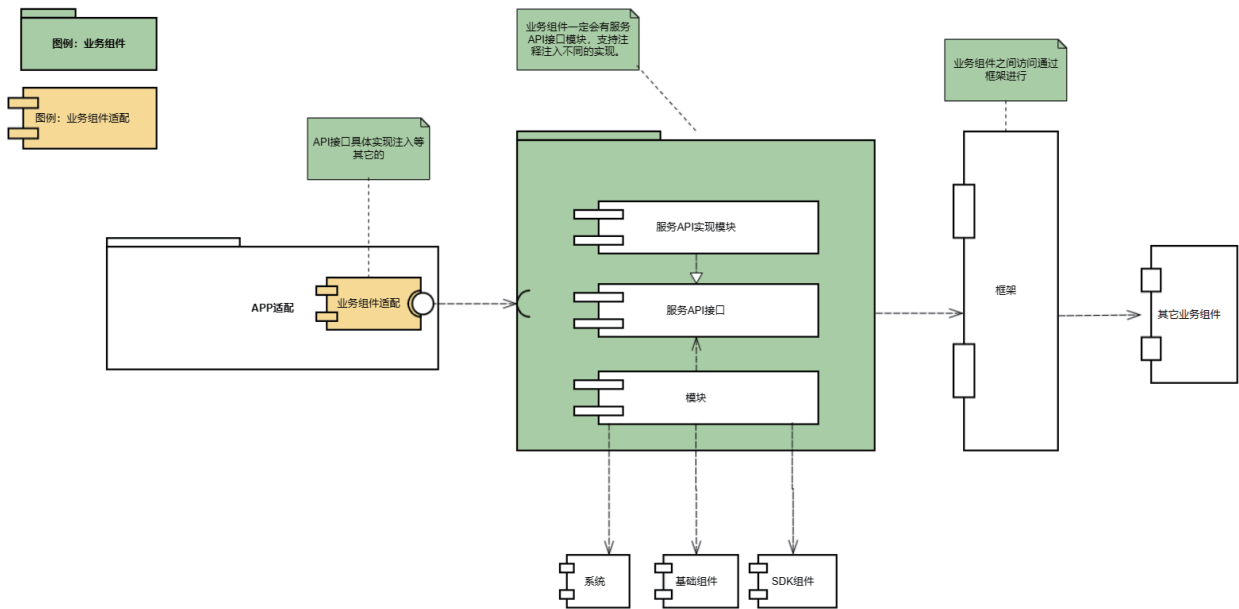 图例：业务组件
图例：业务组件适配
业务组件一定会有服务
API接口模块，支持注
释注入不同的实现。
业务组件之间访问通过
框架进行
API接口具体实现注入等
其它的
APP适配
业务组件适配
服务API实现模块
服务API接口
模块
框架
其它业务组件
系统
基础组件
SDK组件